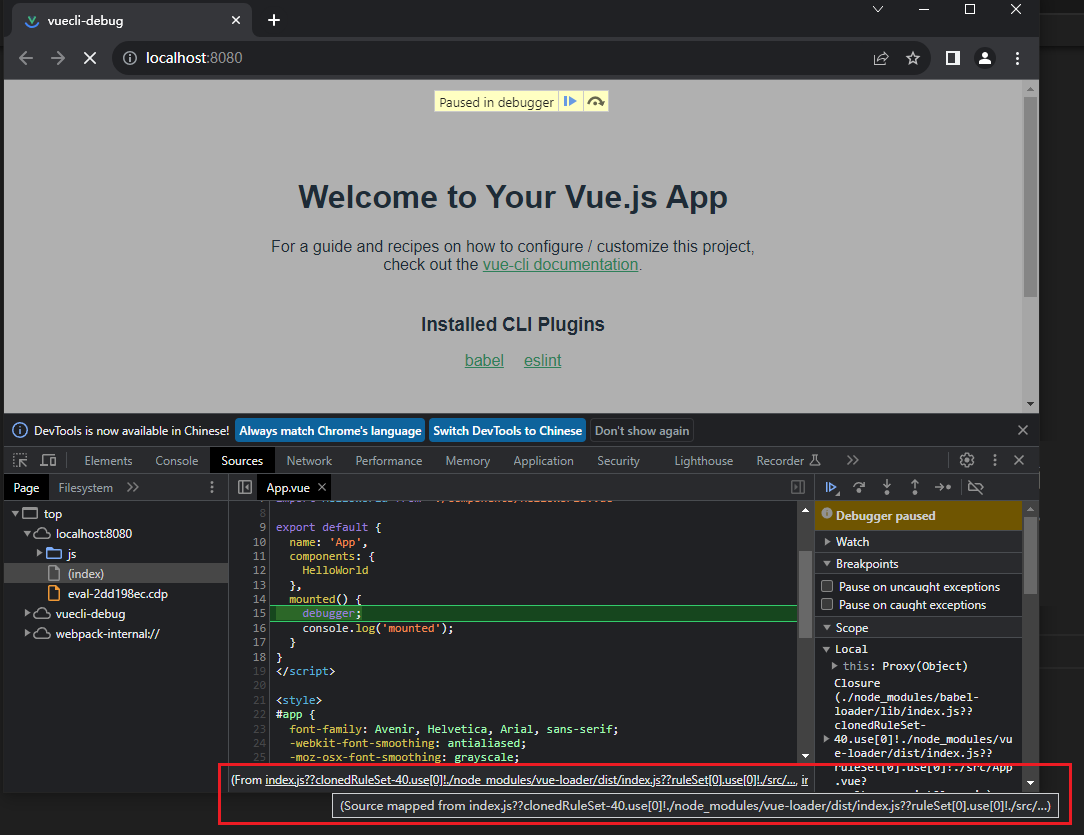 vuecli-debug
localhost:8080
Paused in debugger
Welcome to Your Vue.js App
For a guide and recipes on how to configure / customize this project,
check out the vue-cli documentation.
Installed CLI Plugins
babel eslint
DevTools is now available in Chinese! Always match Chrome's language Switch DevTools to Chinese Don't show again
Elements Console Sources Network Performance Memory Application Security Lighthouse Recorder
Page Filesystem
App.vue
top
localhost:8080
js
(index)
eval-2dd198ec.cdp
vuecli-debug
webpack-internal://
8
9 export default {
10 name: 'App',
11 components: {
12 HelloWorld
13 },
14 mounted() {
15 debugger;
16 console.log('mounted');
17 }
18 }
19 </script>
20
21 <style>
22 #app {
23 font-family: Avenir, Helvetica, Arial, sans-serif;
24 -webkit-font-smoothing: antialiased;
25 -moz-osx-font-smoothing: grayscale;
(From index.js??clonedRuleSet-40.use[0]!./node_modules/vue-loader/dist/index.js??ruleSet[0].use[0]!./src/..., in
Debugger paused
Watch
Breakpoints
Pause on uncaught exceptions
Pause on caught exceptions
Scope
Local
this: Proxy(Object)
Closure
(./node_modules/babel-
loader/lib/index.js??
clonedRuleSet-
40.use[0]!./node_modules/vu
e-loader/dist/index.js??
ruleSet[0].use[0]!./src/App
.vue?
(Source mapped from index.js??clonedRuleSet-40.use[0]!./node_modules/vue-loader/dist/index.js??ruleSet[0].use[0]!./src/...)